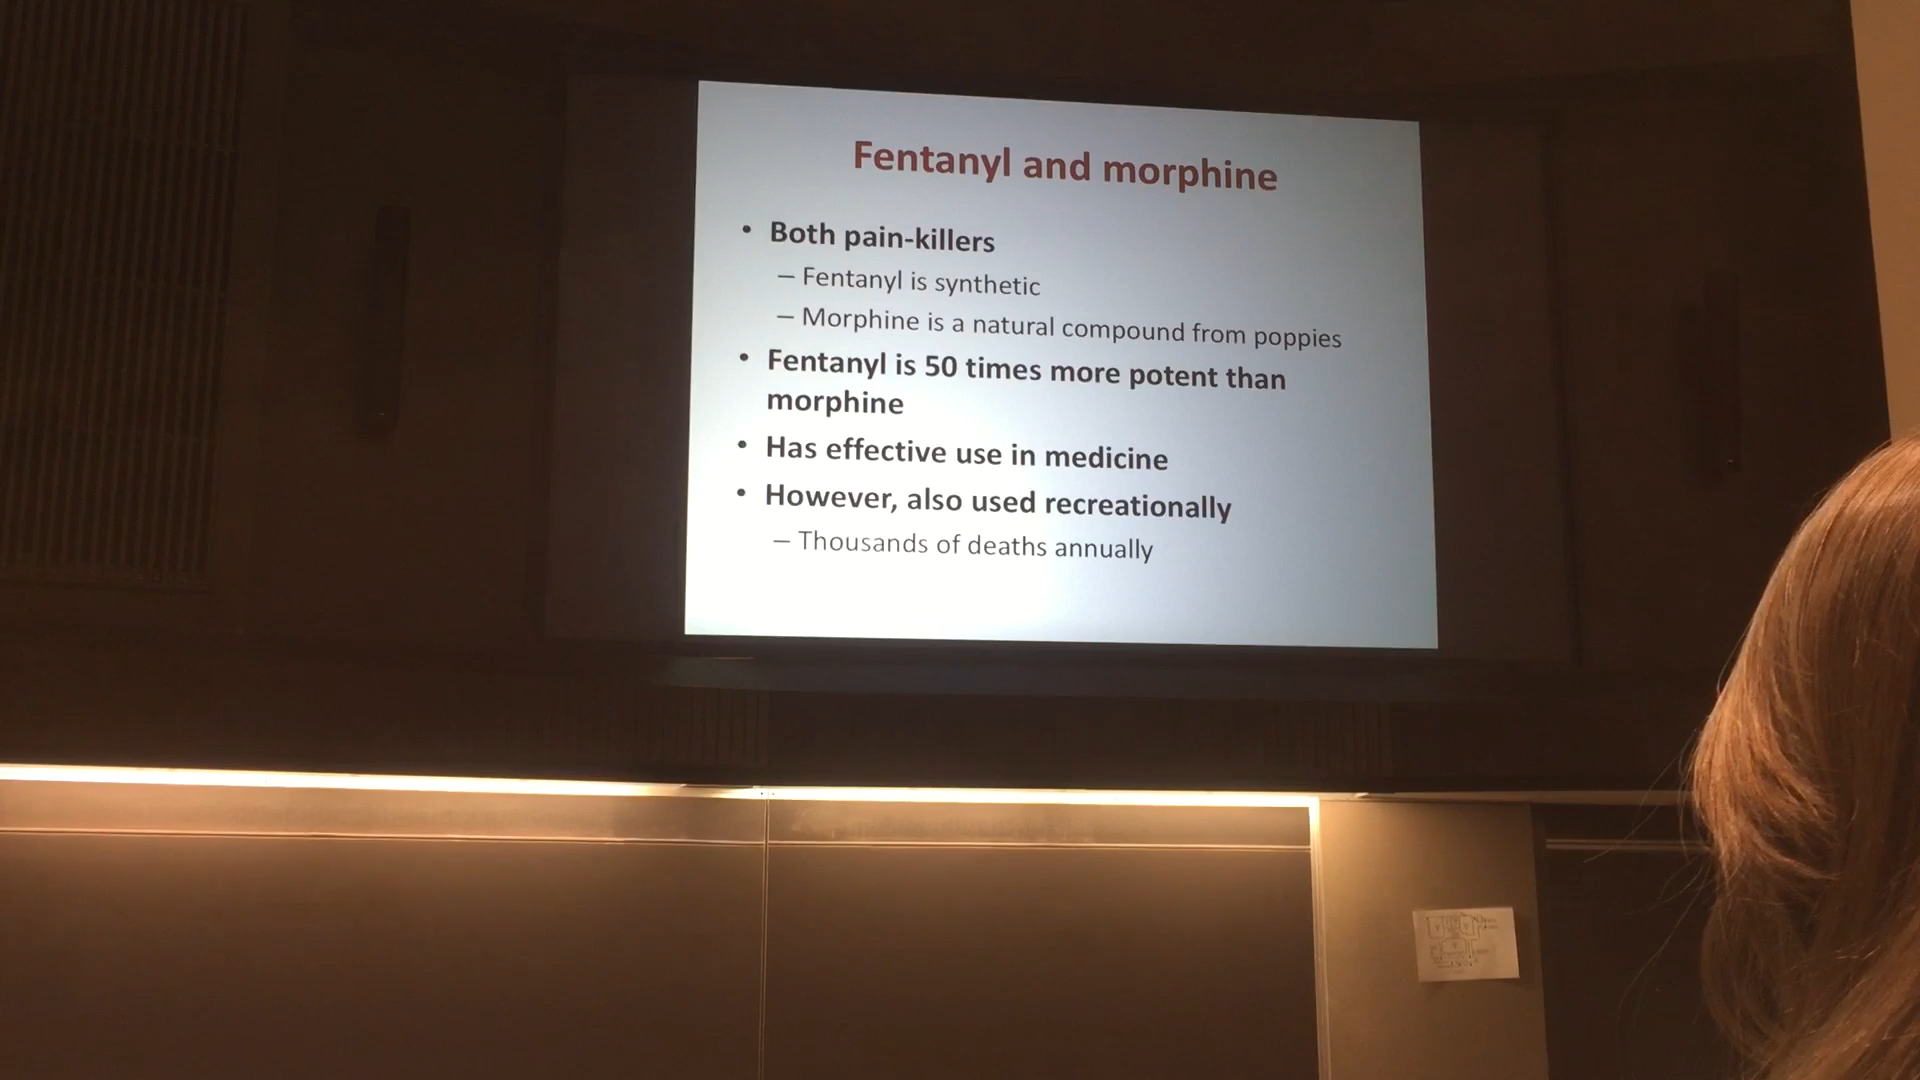 Fentanyl and morphine
• Both pain-killers
– Fentanyl is synthetic
– Morphine is a natural compound from poppies
• Fentanyl is 50 times more potent than
morphine
• Has effective use in medicine
• However, also used recreationally
– Thousands of deaths annually